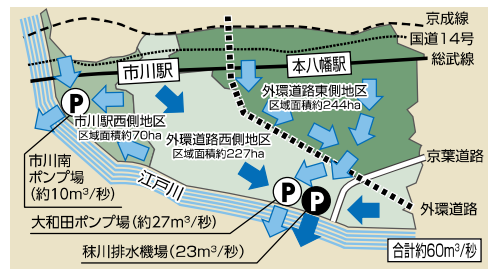 京成線
国道14号
総武線
市川駅
本八幡駅
外環道路東側地区
区域面積約244ha
P
市川駅西側地区
区域面積約70ha
外環道路西側地区
区域面積約227ha
京葉道路
市川南
ポンプ場
(約10m³/秒)
江戸川
P
P
外環道路
大和田ポンプ場(約27m³/秒)
秣川排水機場(23m³/秒)
合計約60m³/秒